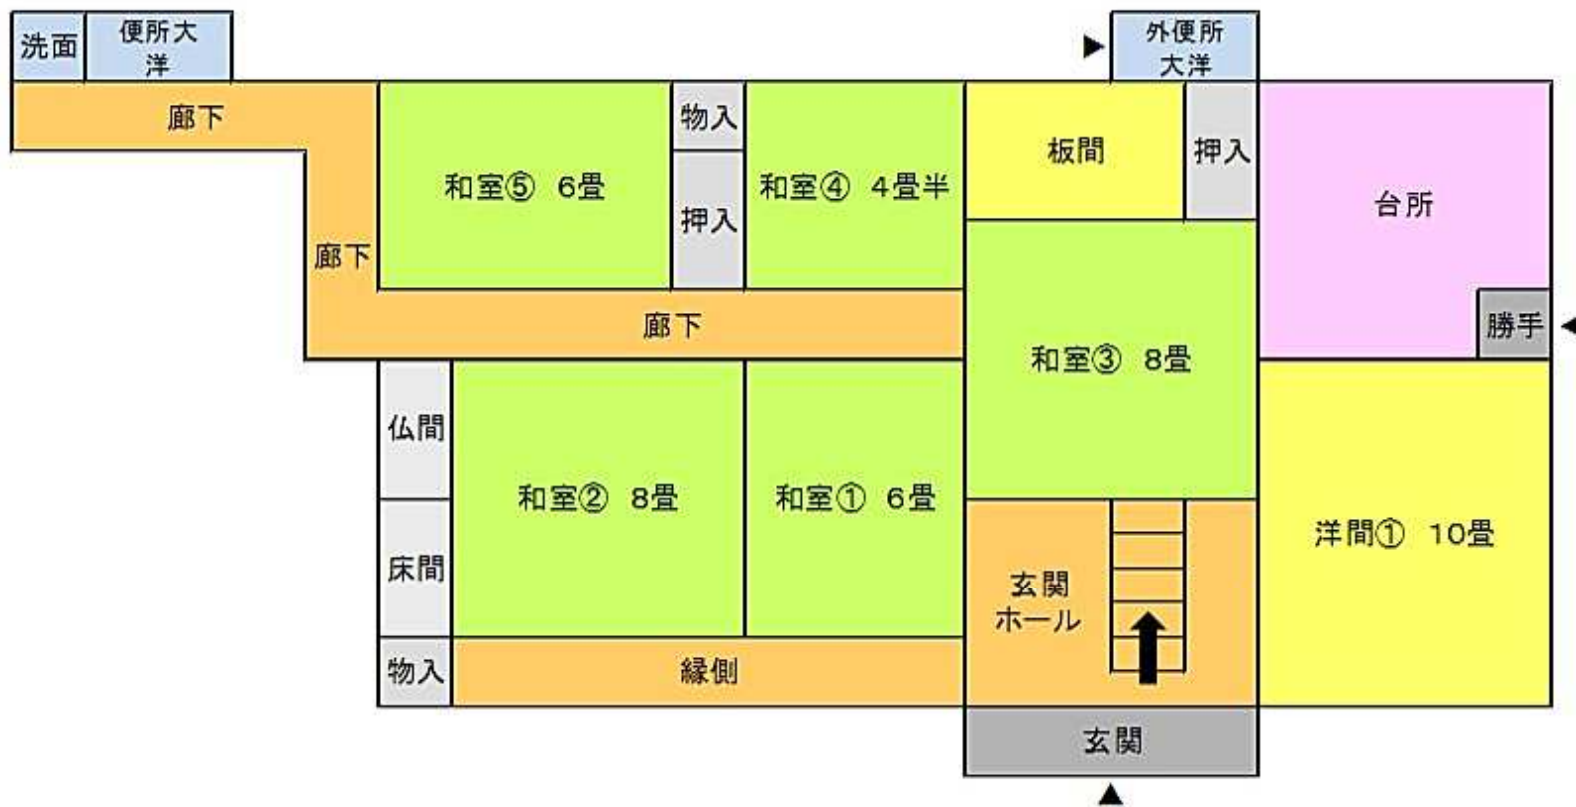 洗面
便所大
洋
外便所
大洋
廊下
和室⑤ 6畳
物入
押入
和室④ 4畳半
板間
押入
台所
廊下
廊下
勝手
和室③ 8畳
仏間
和室② 8畳
和室① 6畳
床間
洋間① 10畳
玄関
ホール
物入
縁側
玄関